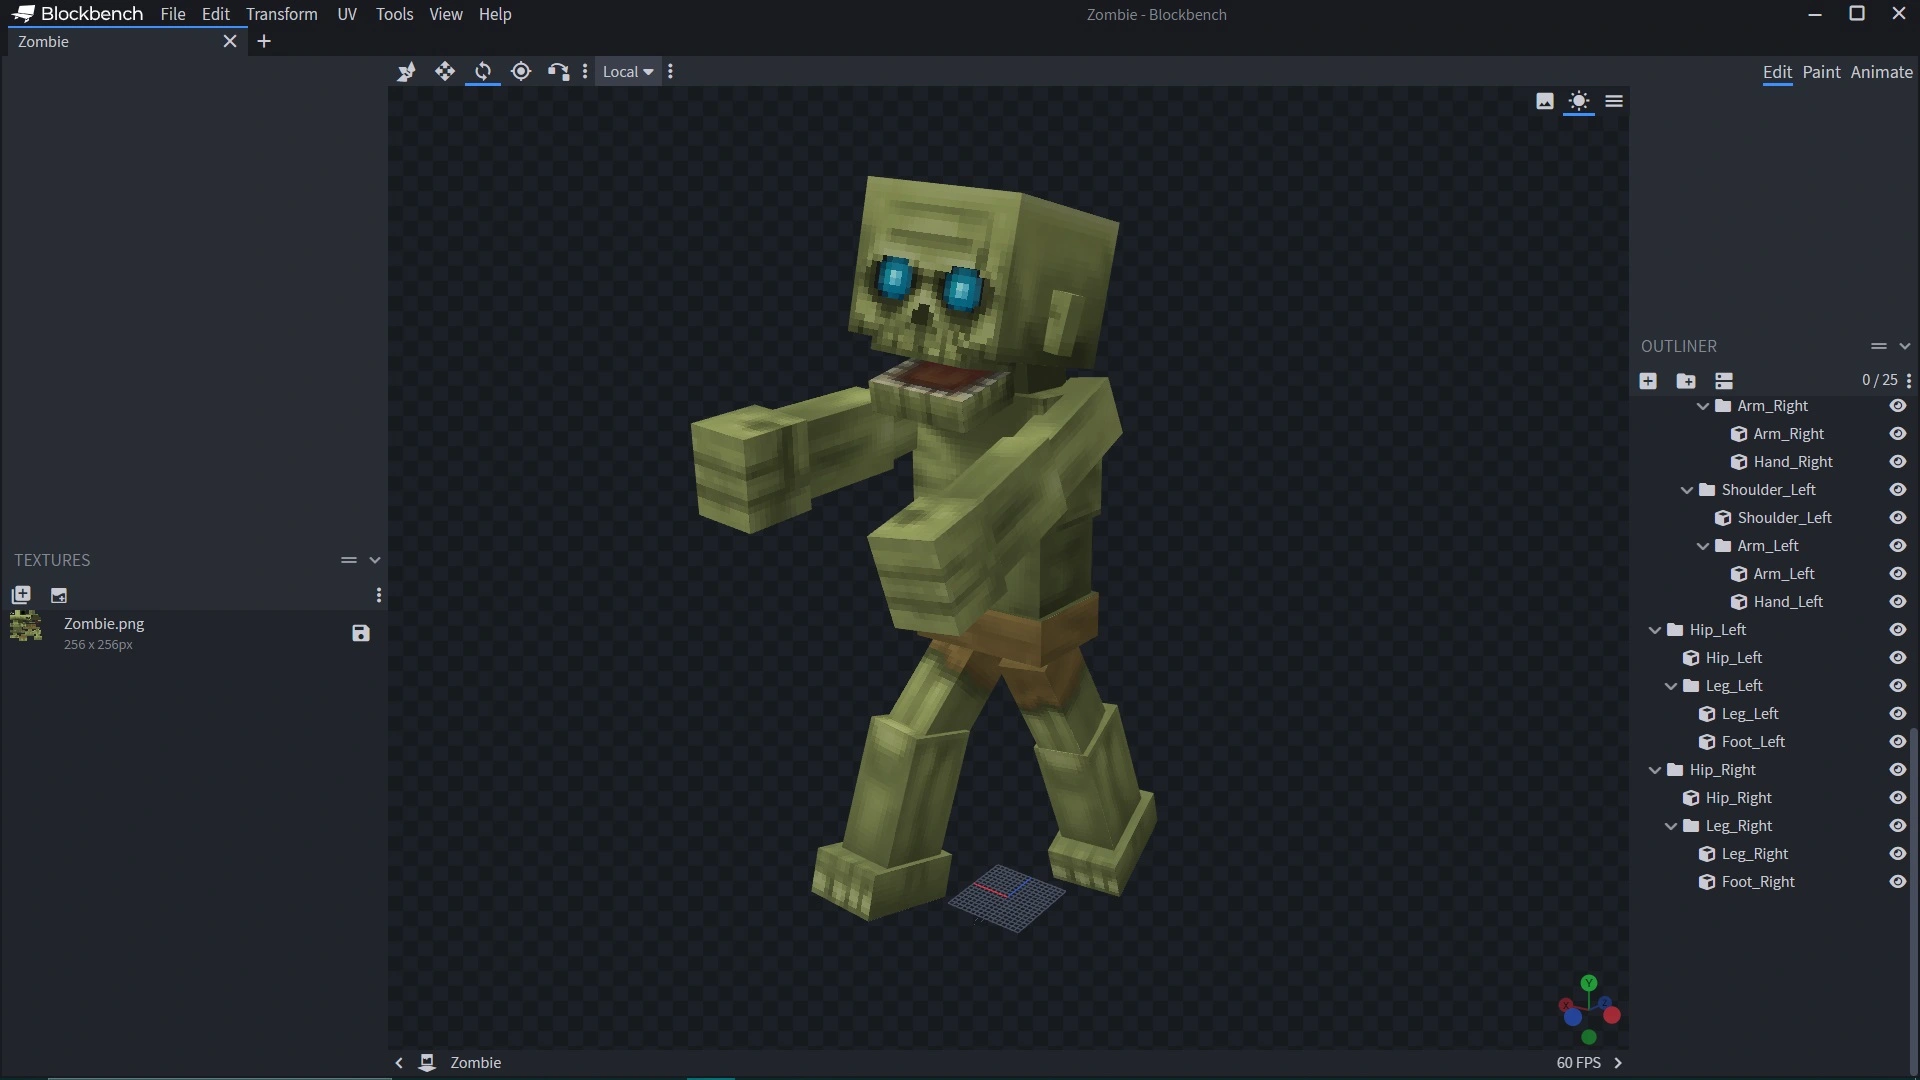 Blockbench File Edit Transform UV Tools View Help
Zombie - Blockbench
Zombie
Local
Edit Paint Animate
OUTLINER
0 / 25
Arm_Right
Arm_Right
Hand_Right
Shoulder_Left
Shoulder_Left
Arm_Left
Arm_Left
Hand_Left
Hip_Left
Hip_Left
Leg_Left
Leg_Left
Foot_Left
Hip_Right
Hip_Right
Leg_Right
Leg_Right
Foot_Right
TEXTURES
Zombie.png
256 x 256px
Y
X
Z
Zombie
60 FPS